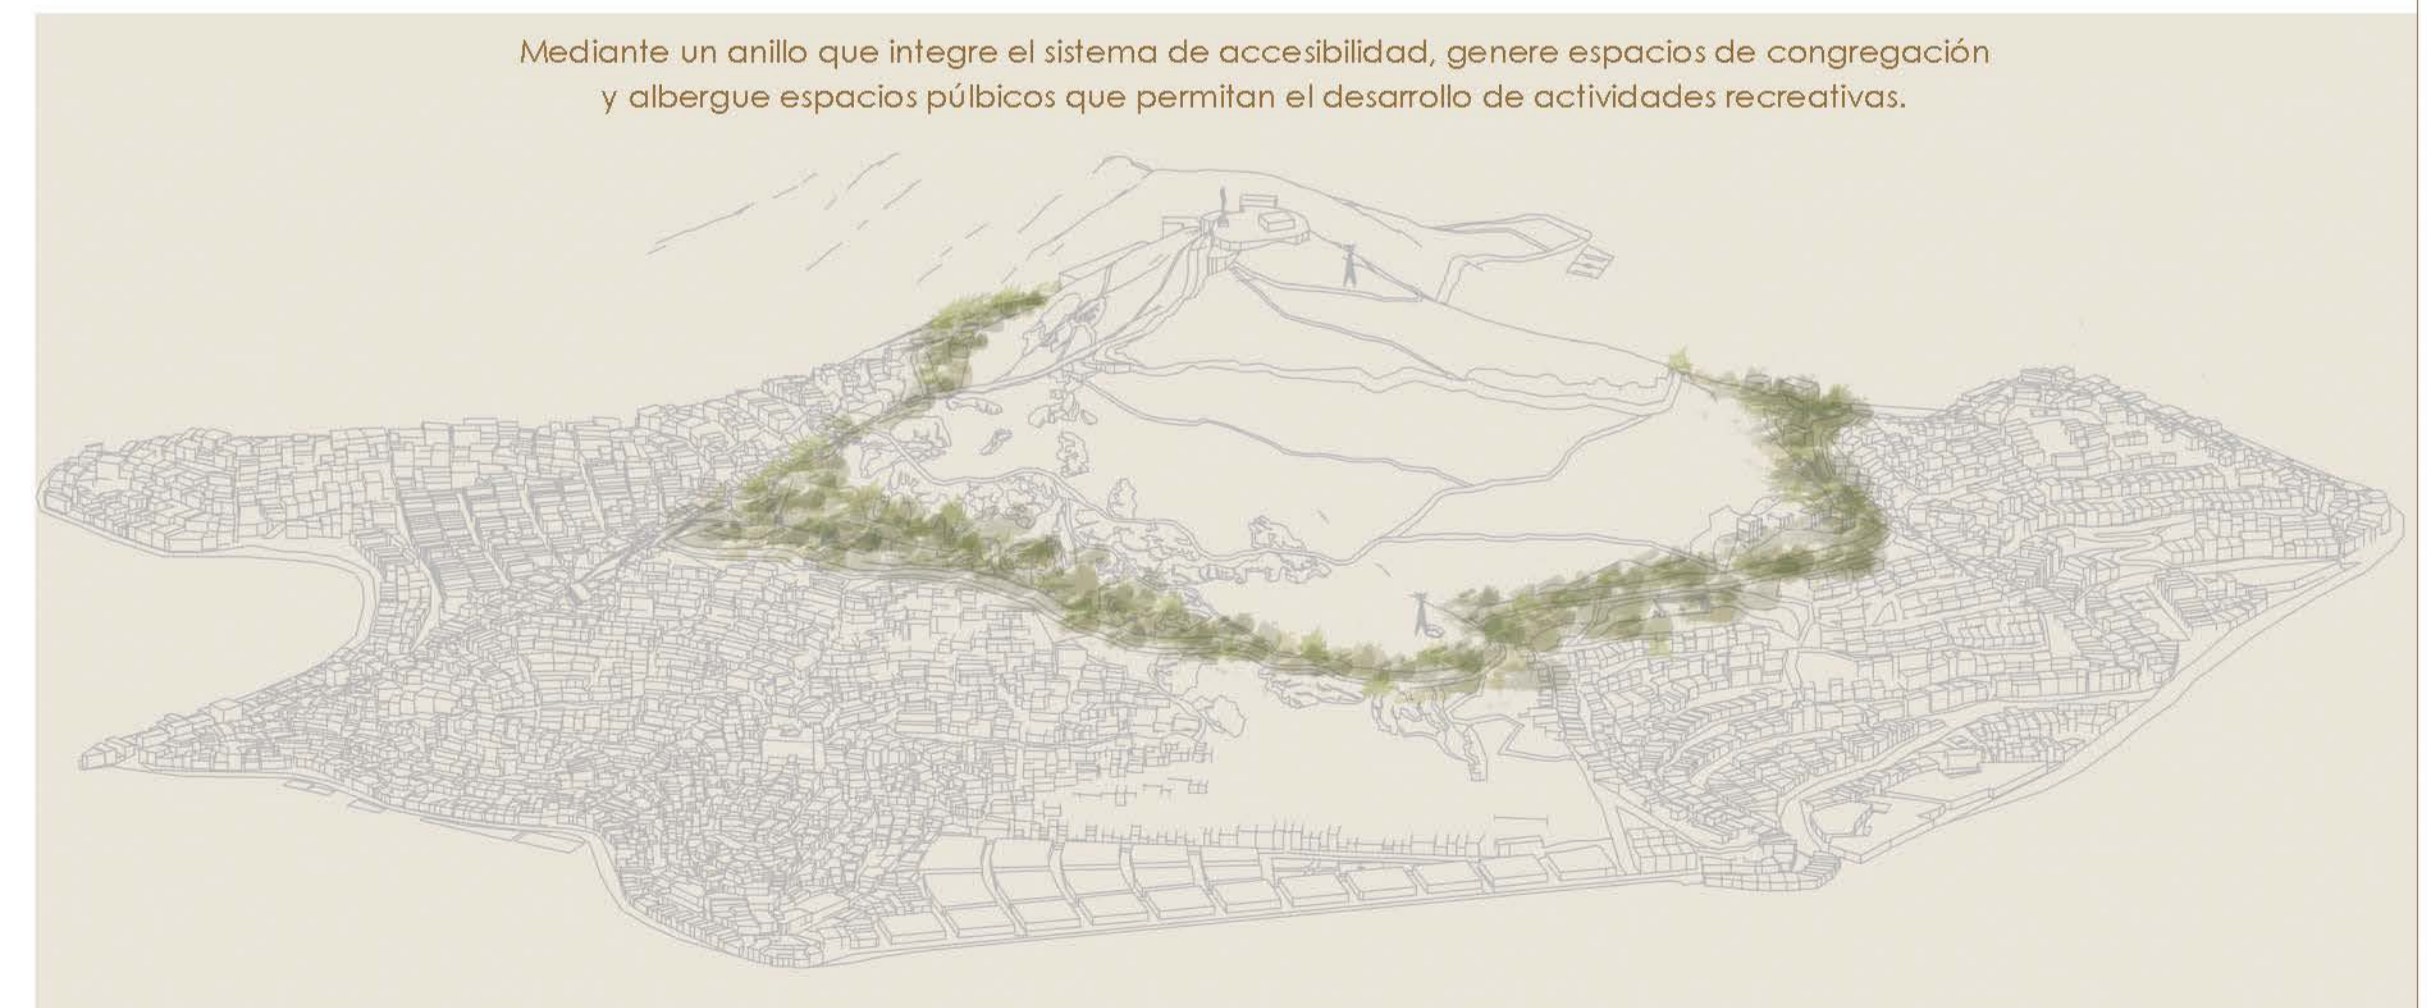 Mediante un anillo que integre el sistema de accesibilidad, genere espacios de congregación
y albergue espacios púlbicos que permitan el desarrollo de actividades recreativas.